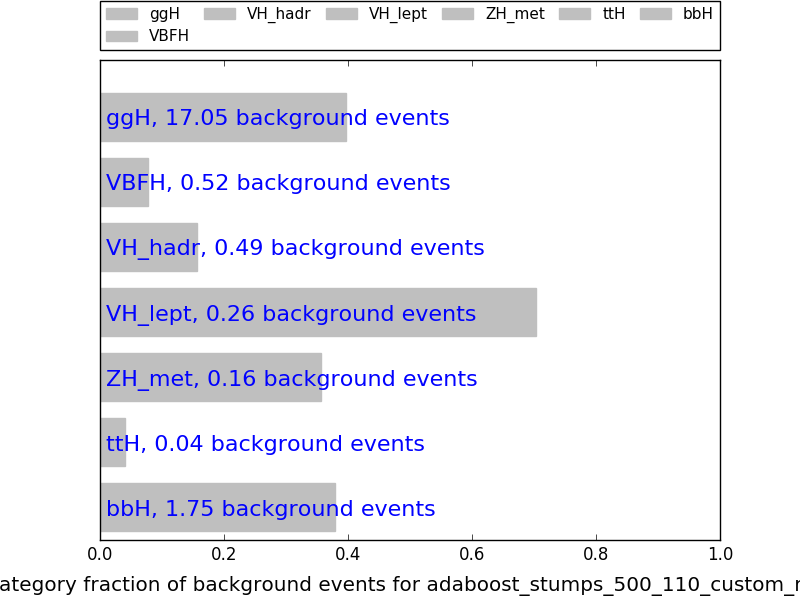 ggH VH_hadr VH_lept ZH_met ttH bbH
VBFH
ggH, 17.05 background events
VBFH, 0.52 background events
VH_hadr, 0.49 background events
VH_lept, 0.26 background events
ZH_met, 0.16 background events
ttH, 0.04 background events
bbH, 1.75 background events
0.0 0.2 0.4 0.6 0.8 1.0
ategory fraction of background events for adaboost_stumps_500_110_custom_